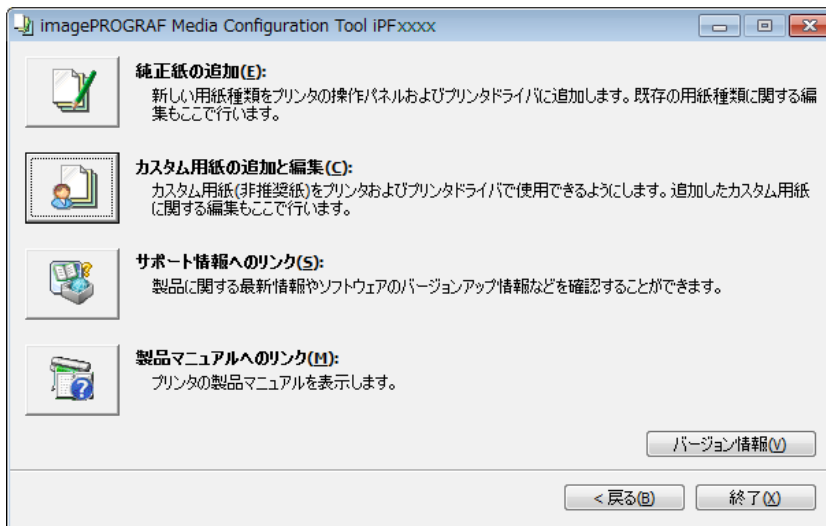 imagePROGRAF Media Configuration Tool iPFxxxx
純正紙の追加(E):
新しい用紙種類をプリンタの操作パネルおよびプリンタドライバに追加します。既存の用紙種類に関する編
集もここで行います。
カスタム用紙の追加と編集(C):
カスタム用紙(非推奨紙)をプリンタおよびプリンタドライバで使用できるようにします。追加したカスタム用紙
に関する編集もここで行います。
サポート情報へのリンク(S):
製品に関する最新情報やソフトウェアのバージョンアップ情報などを確認することができます。
製品マニュアルへのリンク(M):
プリンタの製品マニュアルを表示します。
バージョン情報(V)
< 戻る(B)
終了(X)